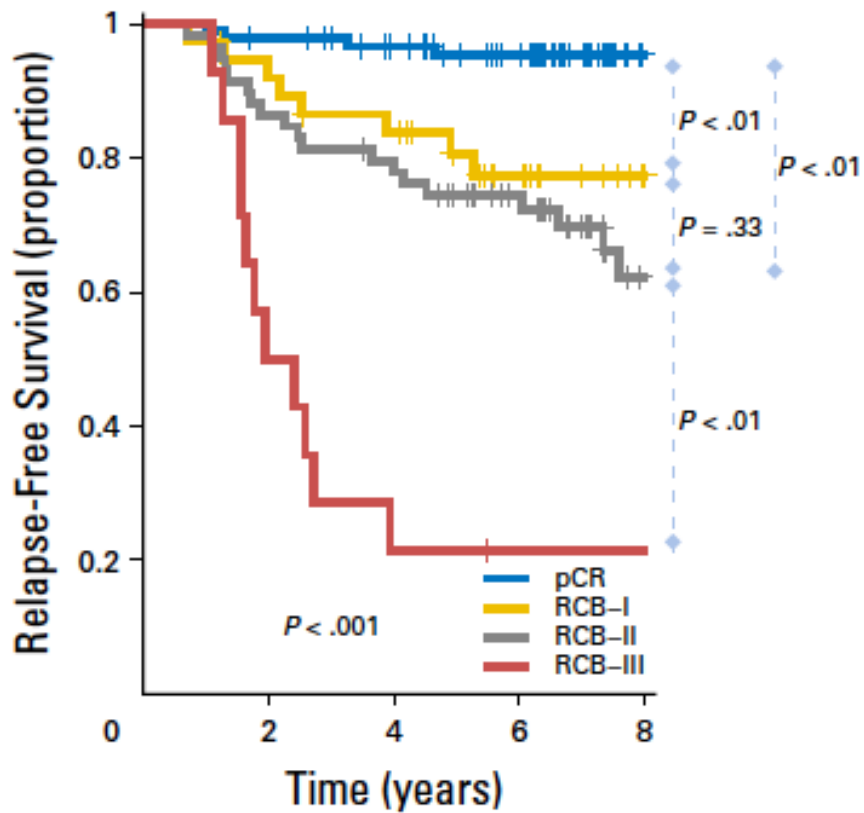 Relapse-Free Survival (proportion)
1
0.8
0.6
0.4
0.2
P < .01
P < .01
P = .33
P < .01
P < .001
pCR
RCB–I
RCB–II
RCB–III
0 2 4 6 8
Time (years)